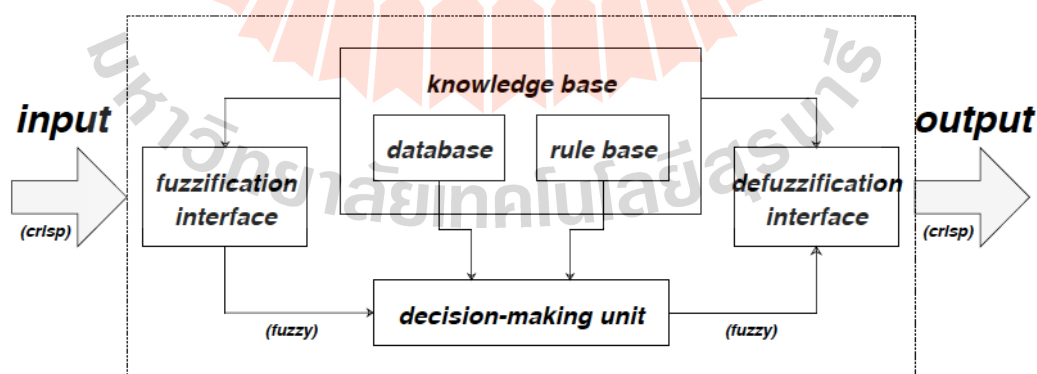 knowledge base
input
database
rule base
output
fuzzification
interface
defuzzification
interface
(crisp)
(crisp)
decision-making unit
(fuzzy)
(fuzzy)
มหาวิทยาลัยเทคโนโลยีสุรนารี